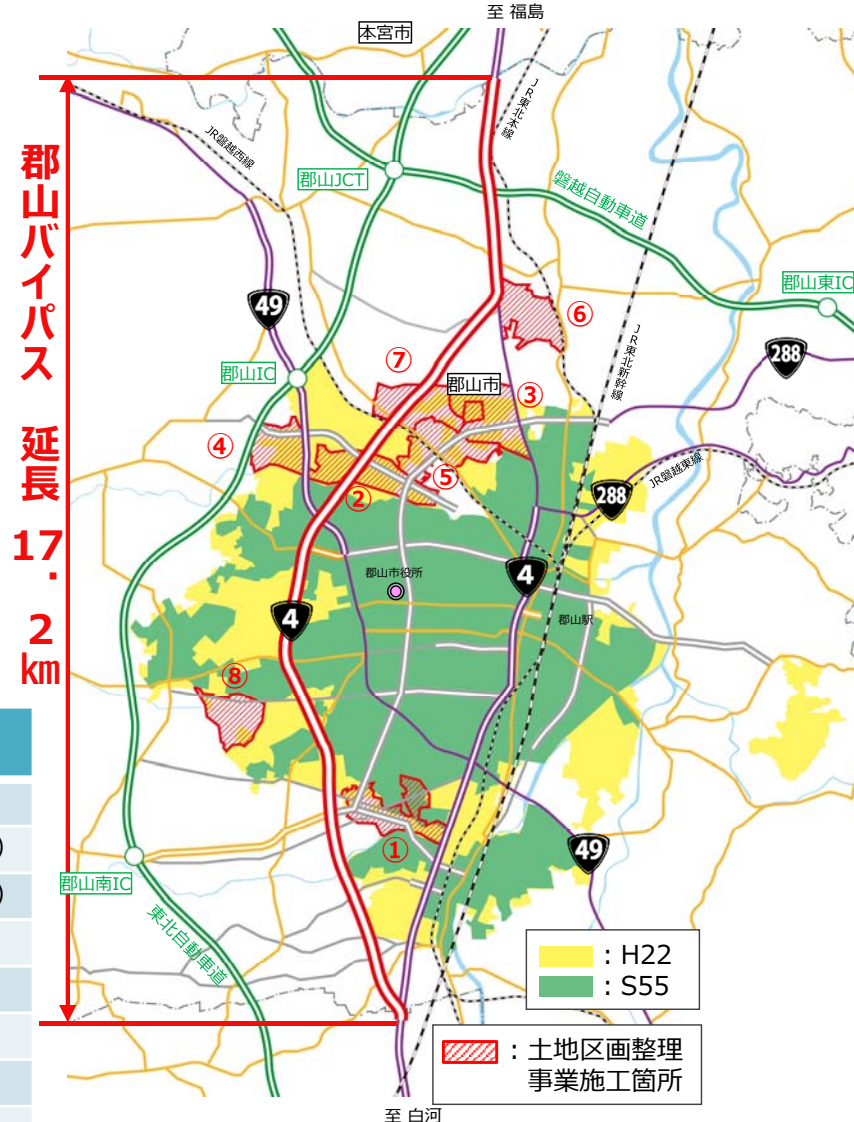 至 福島
本宮市
JR東北本線
JR磐越西線
郡山JCT
磐越自動車道
郡山東IC
郡山バイパス 延長 17.2km
49
⑥
JR東北新幹線
288
郡山IC
⑦
郡山市
③
④
⑤
②
288
JR磐越東線
4
郡山市役所
4
郡山駅
⑧
①
49
郡山南IC
東北自動車道
)
)
：H22
：S55
：土地区画整理
事業施工箇所
至 白河